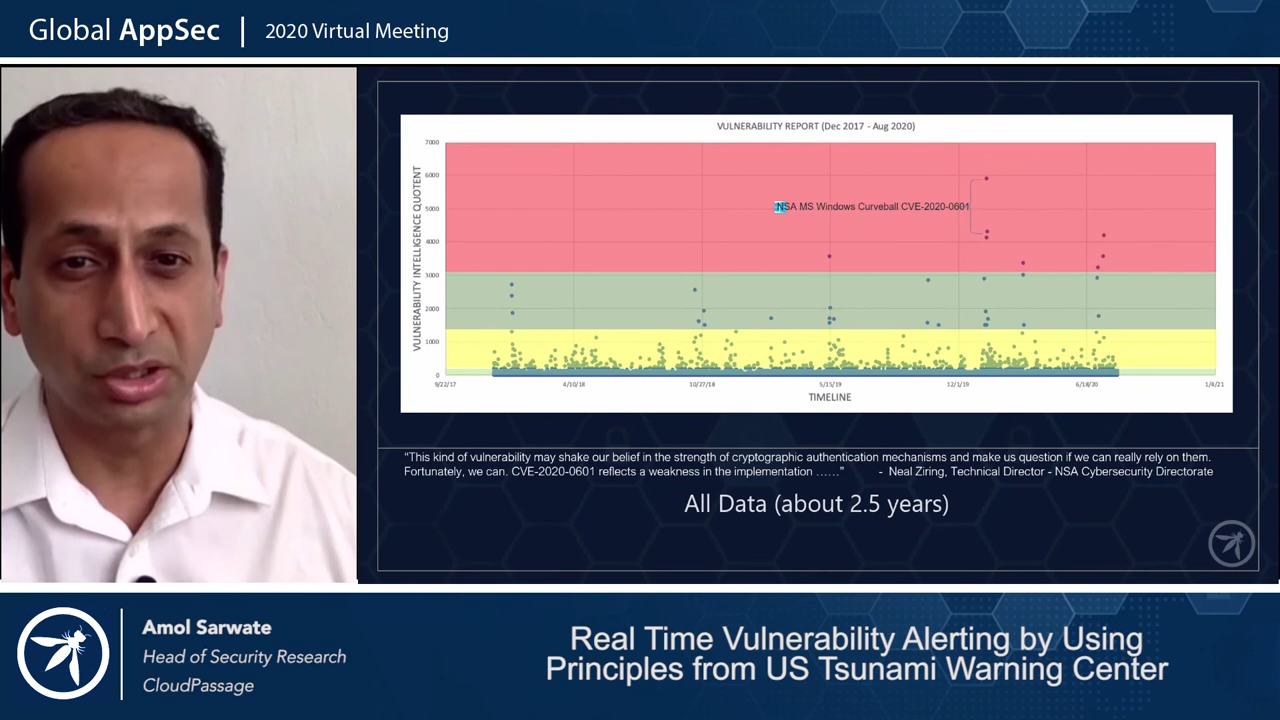 Global AppSec | 2020 Virtual Meeting
VULNERABILITY REPORT (Dec 2017 - Aug 2020)
VULNERABILITY INTELLIGENCE QUOTENT
7000
6000
5000
4000
3000
2000
1000
0
NSA MS Windows Curveball CVE-2020-0601
9/22/17 4/10/18 10/27/18 5/15/19 12/1/19 6/18/20 1/4/21
TIMELINE
“This kind of vulnerability may shake our belief in the strength of cryptographic authentication mechanisms and make us question if we can really rely on them.
Fortunately, we can. CVE-2020-0601 reflects a weakness in the implementation ……” - Neal Ziring, Technical Director - NSA Cybersecurity Directorate
All Data (about 2.5 years)
Amol Sarwate
Head of Security Research
CloudPassage
Real Time Vulnerability Alerting by Using
Principles from US Tsunami Warning Center